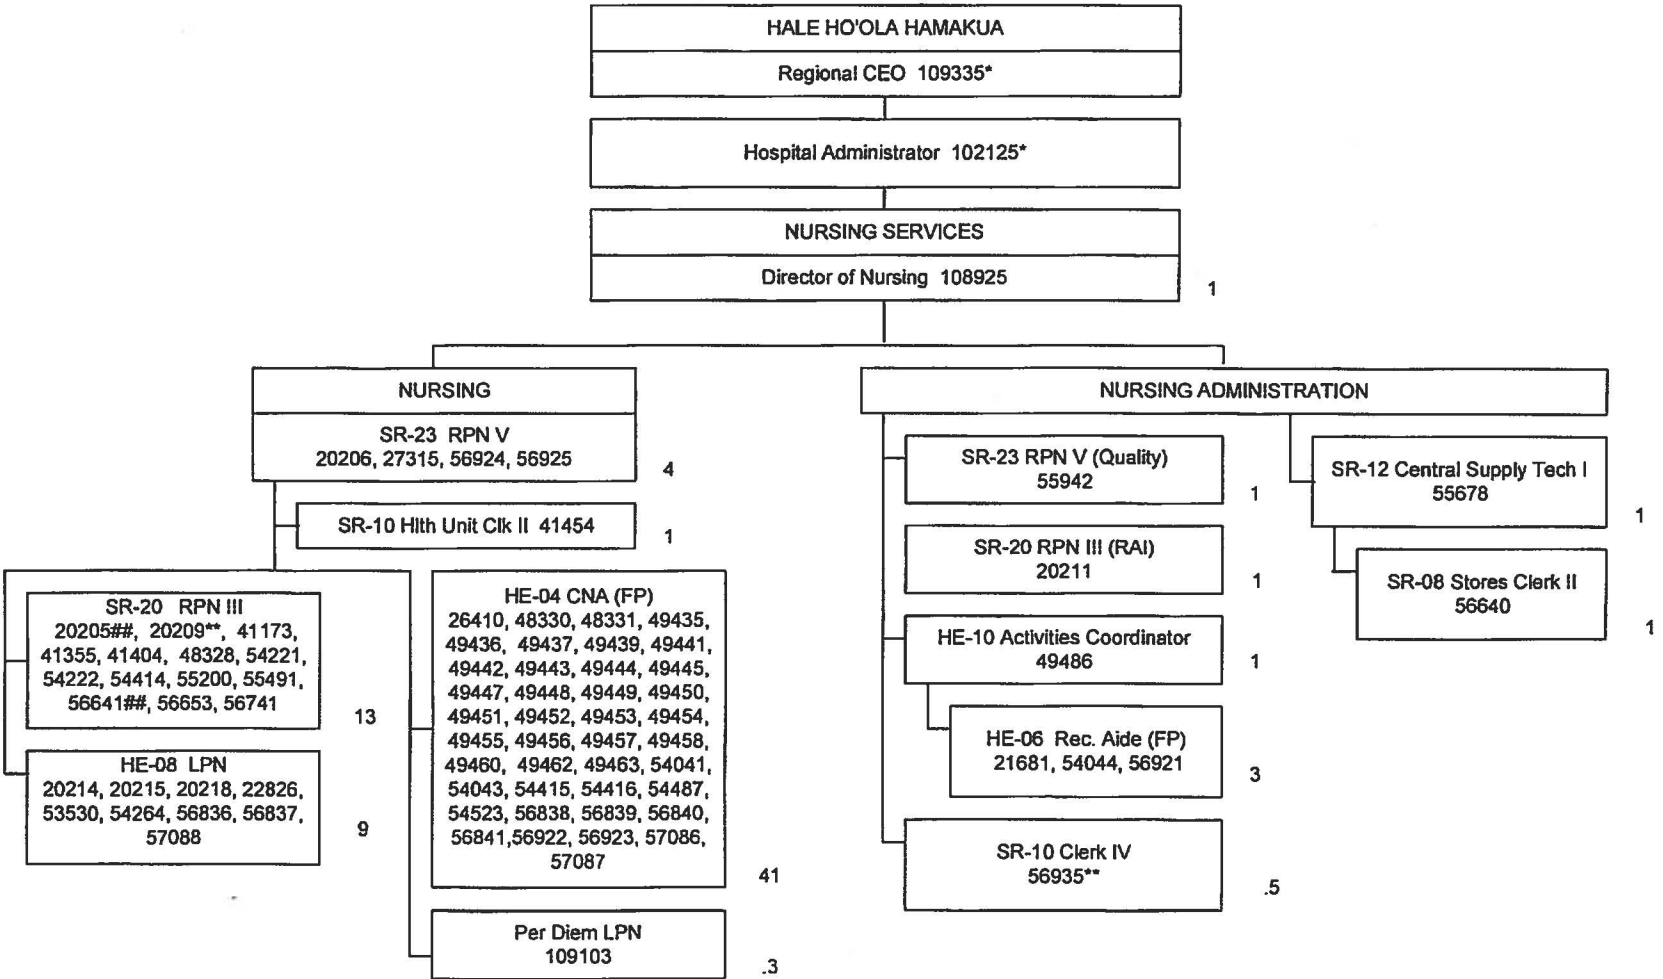 HALE HO'OLA HAMAKUA
Regional CEO 109335*
Hospital Administrator 102125*
NURSING SERVICES
Director of Nursing 108925
1
NURSING
SR-23 RPN V
20206, 27315, 56924, 56925
4
SR-10 Hlth Unit Clk II 41454
1
SR-20 RPN III
20205##, 20209**, 41173,
41355, 41404, 48328, 54221,
54222, 54414, 55200, 55491,
56641##, 56653, 56741
13
HE-08 LPN
20214, 20215, 20218, 22826,
53530, 54264, 56836, 56837,
57088
9
HE-04 CNA (FP)
26410, 48330, 48331, 49435,
49436, 49437, 49439, 49441,
49442, 49443, 49444, 49445,
49447, 49448, 49449, 49450,
49451, 49452, 49453, 49454,
49455, 49456, 49457, 49458,
49460, 49462, 49463, 54041,
54043, 54415, 54416, 54487,
54523, 56838, 56839, 56840,
56841,56922, 56923, 57086,
57087
41
Per Diem LPN
109103
.3
NURSING ADMINISTRATION
SR-23 RPN V (Quality)
55942
1
SR-20 RPN III (RAI)
20211
1
HE-10 Activities Coordinator
49486
1
HE-06 Rec. Aide (FP)
21681, 54044, 56921
3
SR-10 Clerk IV
56935**
.5
SR-12 Central Supply Tech I
55678
1
SR-08 Stores Clerk II
56640
1